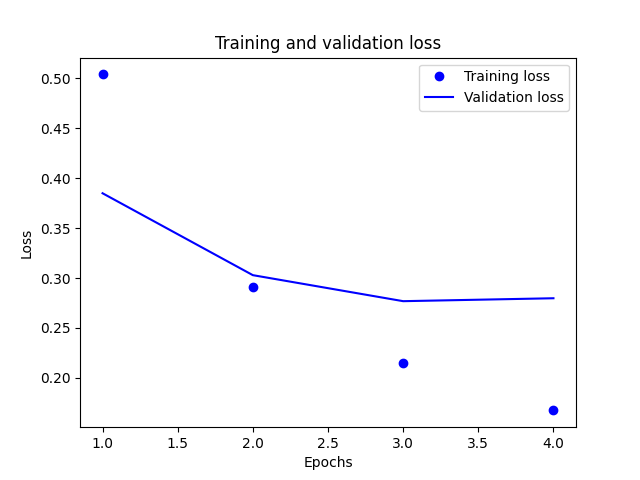 Training and validation loss
Training loss
Validation loss
0.50
0.45
0.40
0.35
0.30
0.25
0.20
Loss
1.0 1.5 2.0 2.5 3.0 3.5 4.0
Epochs